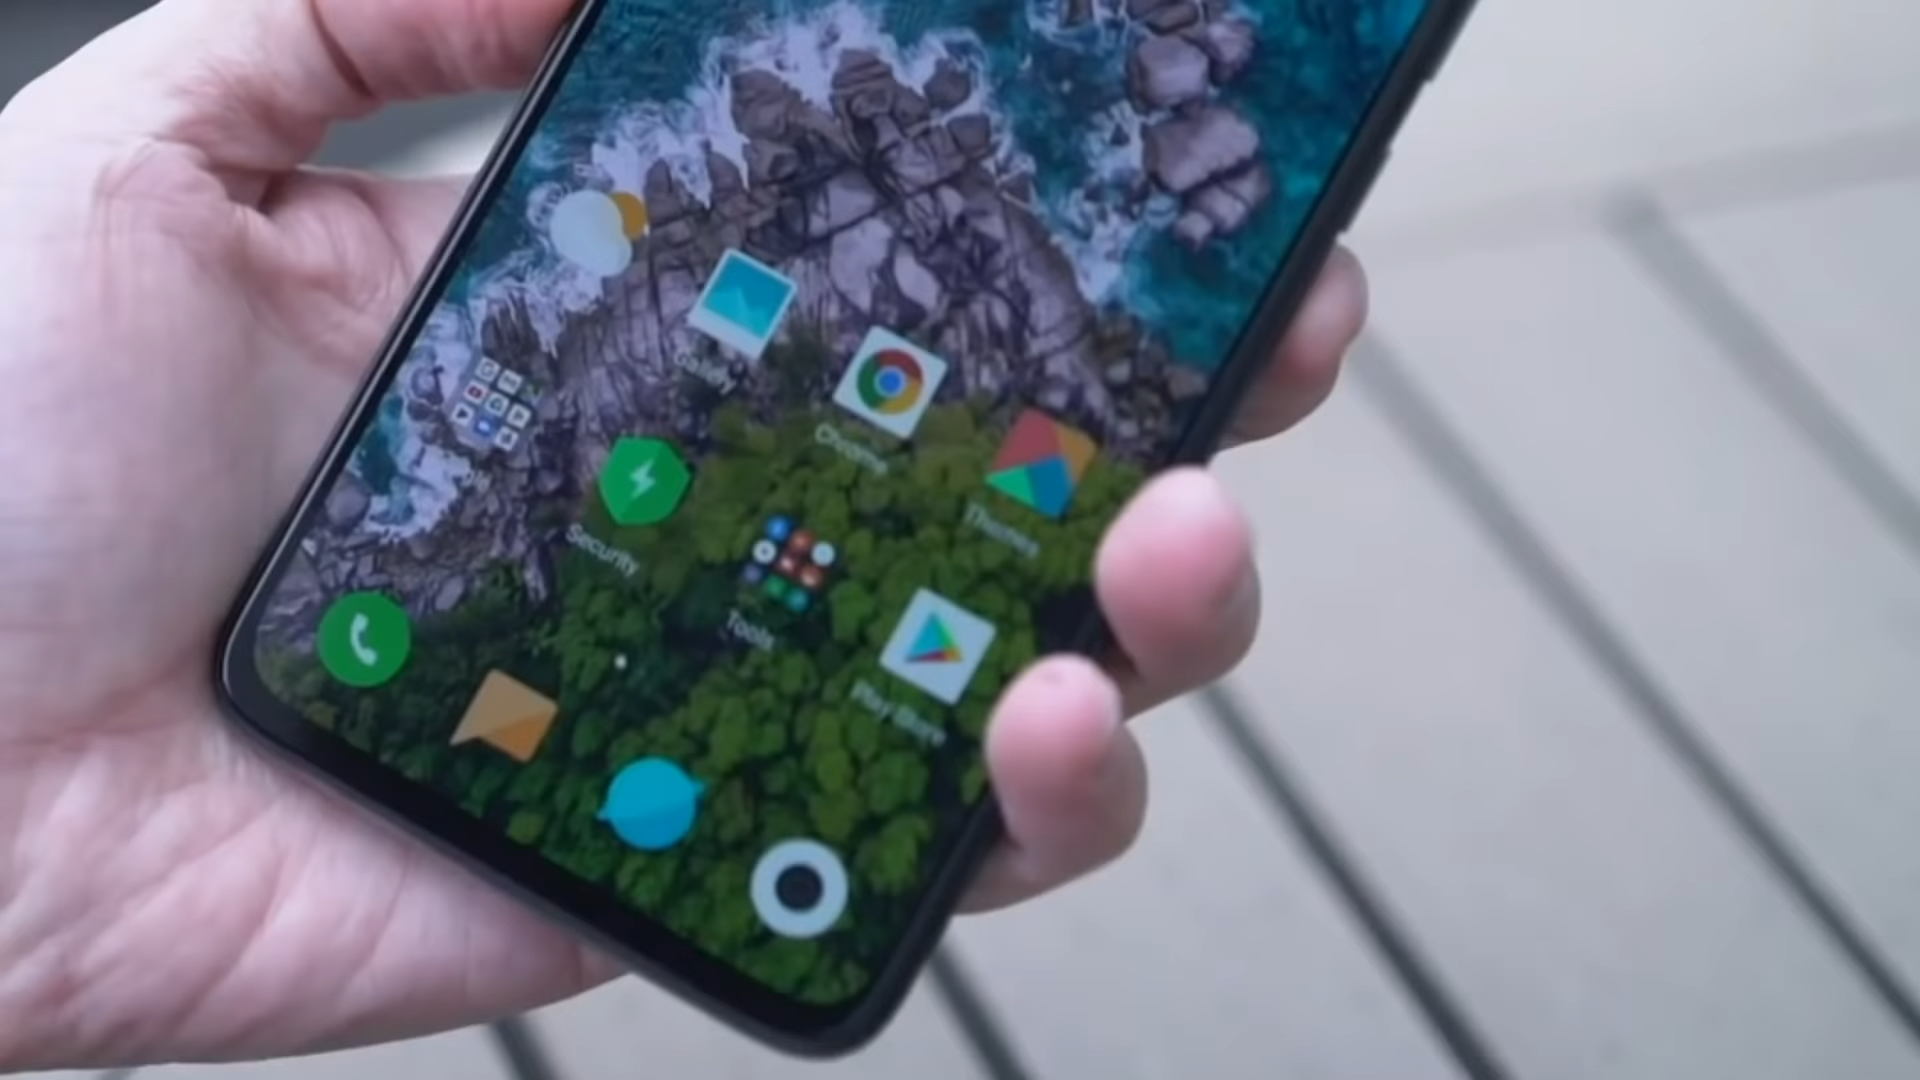 Gallery
Chrome
Themes
Security
Tools
Play Store